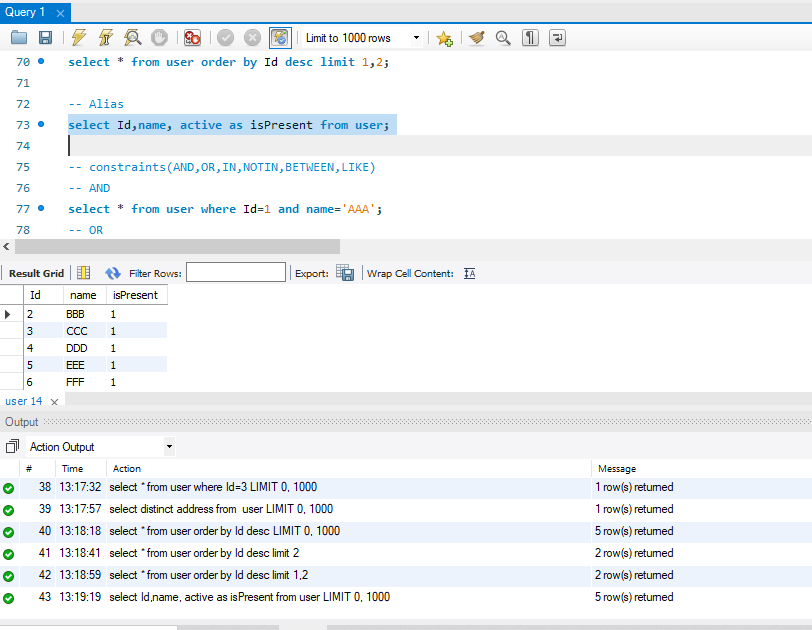 Query 1
Limit to 1000 rows
70 select * from user order by Id desc limit 1,2;
71
72 -- Alias
73 select Id,name, active as isPresent from user;
74
75 -- constraints(AND,OR,IN,NOTIN,BETWEEN,LIKE)
76 -- AND
77 select * from user where Id=1 and name='AAA';
78 -- OR
Result Grid Filter Rows: Export: Wrap Cell Content:
Id name isPresent
2 BBB 1
3 CCC 1
4 DDD 1
5 EEE 1
6 FFF 1
user 14
Output
Action Output
# Time Action Message
38 13:17:32 select * from user where Id=3 LIMIT 0, 1000 1 row(s) returned
39 13:17:57 select distinct address from  user LIMIT 0, 1000 1 row(s) returned
40 13:18:18 select * from user order by Id desc LIMIT 0, 1000 5 row(s) returned
41 13:18:41 select * from user order by Id desc limit 2 2 row(s) returned
42 13:18:59 select * from user order by Id desc limit 1,2 2 row(s) returned
43 13:19:19 select Id,name, active as isPresent from user LIMIT 0, 1000 5 row(s) returned